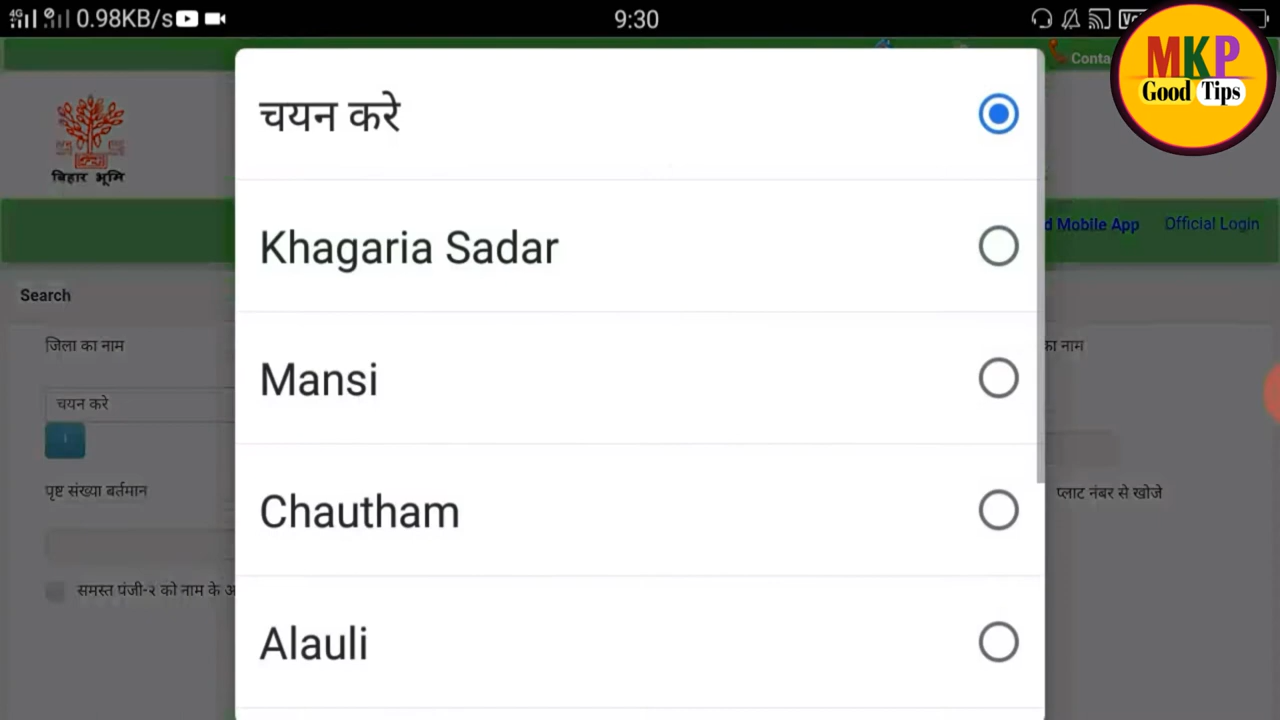 4G 0.98KB/s 9:30
Conta
MKP
Good Tips
बिहार भूमि
चयन करे
Khagaria Sadar
d Mobile App Official Login
Search
जिला का नाम
का नाम
Mansi
चयन करे
पृष्ट संख्या बर्तमान
प्लाट नंबर से खोजे
Chautham
समस्त पंजी-२ को नाम के अ
Alauli